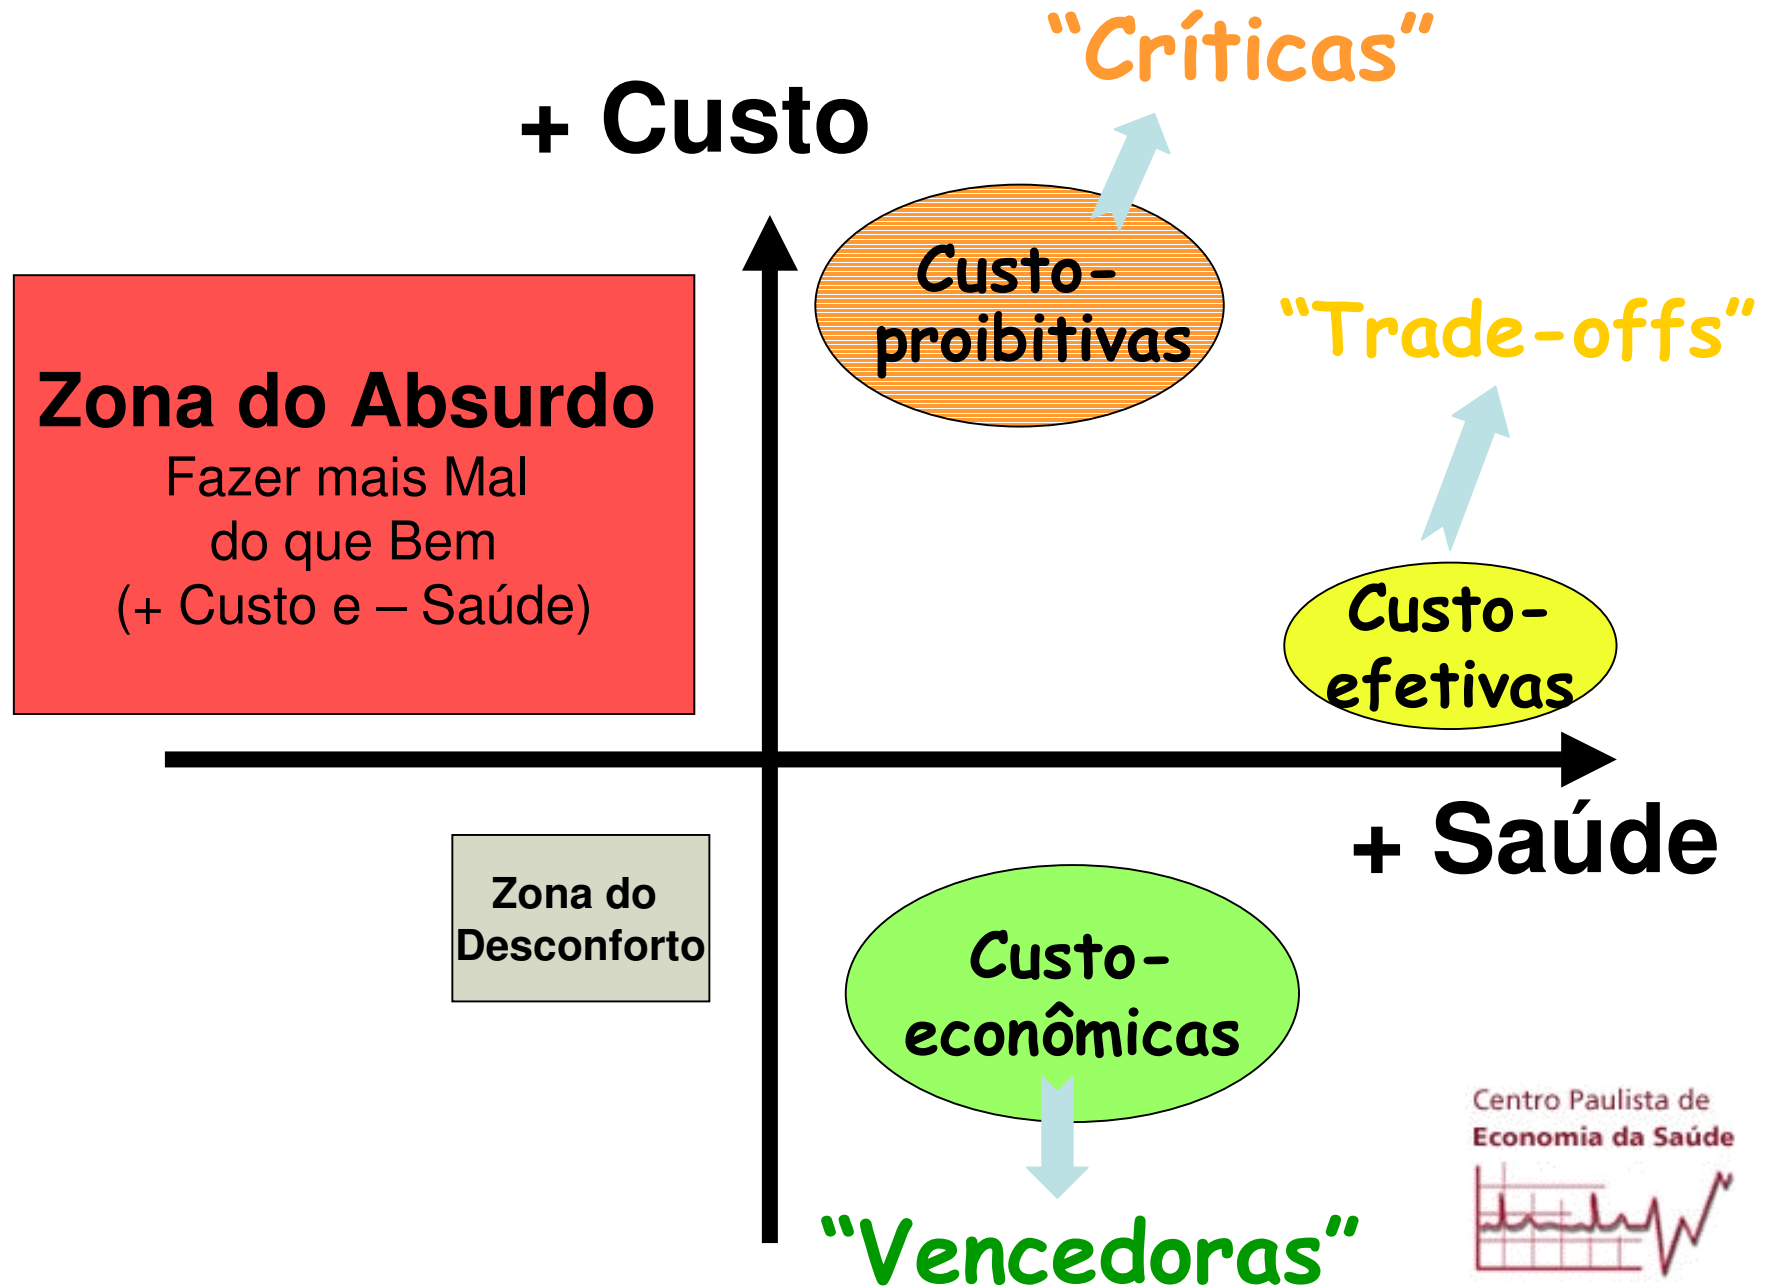 “Críticas”
+ Custo
Custo-
proibitivas
“Trade-offs”
Zona do Absurdo
Fazer mais Mal
do que Bem
(+ Custo e – Saúde)
Custo-
efetivas
+ Saúde
Zona do
Desconforto
Custo-
econômicas
“Vencedoras”
Centro Paulista de
Economia da Saúde